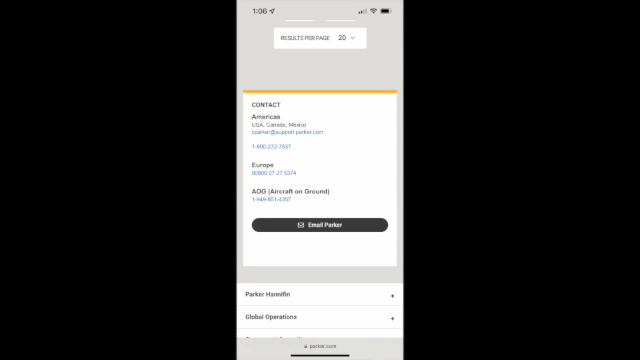 1:06
RESULTS PER PAGE 20
CONTACT
Americas
USA, Canada, Mexico
cparker@support.parker.com
1-800-272-7537
Europe
00800 27 27 5374
AOG (Aircraft on Ground)
1-949-851-4357
Email Parker
Parker Hannifin +
Global Operations +
parker.com